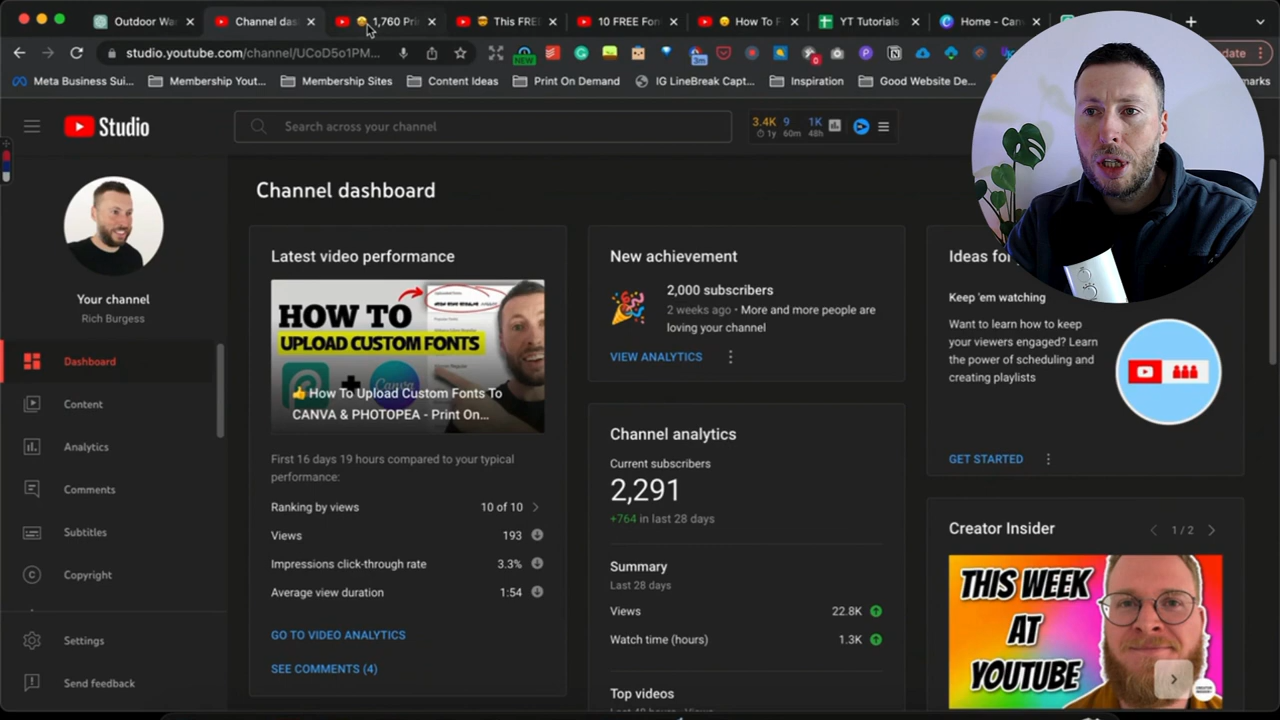 Outdoor Wa
Channel das
1,760 Pri
This FREE
10 FREE Fon
How To F
YT Tutorials
Home - Can
studio.youtube.com/channel/UCoD5o1PM...
NEW
3m
Update
Meta Business Sui...
Membership Yout...
Membership Sites
Content Ideas
Print On Demand
IG LineBreak Capt...
Inspiration
Good Website De...
Studio
Search across your channel
3.4K 9 1K
1y 60m 48h
Your channel
Rich Burgess
Dashboard
Content
Analytics
Comments
Subtitles
Copyright
Settings
Send feedback
Channel dashboard
Latest video performance
HOW TO
UPLOAD CUSTOM FONTS
👍How To Upload Custom Fonts To
CANVA & PHOTOPEA - Print On...
First 16 days 19 hours compared to your typical
performance:
Ranking by views 10 of 10
Views 193
Impressions click-through rate 3.3%
Average view duration 1:54
GO TO VIDEO ANALYTICS
SEE COMMENTS (4)
New achievement
2,000 subscribers
2 weeks ago • More and more people are
loving your channel
VIEW ANALYTICS
Channel analytics
Current subscribers
2,291
+764 in last 28 days
Summary
Last 28 days
Views 22.8K
Watch time (hours) 1.3K
Top videos
Ideas for
Keep 'em watching
Want to learn how to keep
your viewers engaged? Learn
the power of scheduling and
creating playlists
GET STARTED
Creator Insider
1 / 2
THIS WEEK
AT
YOUTUBE